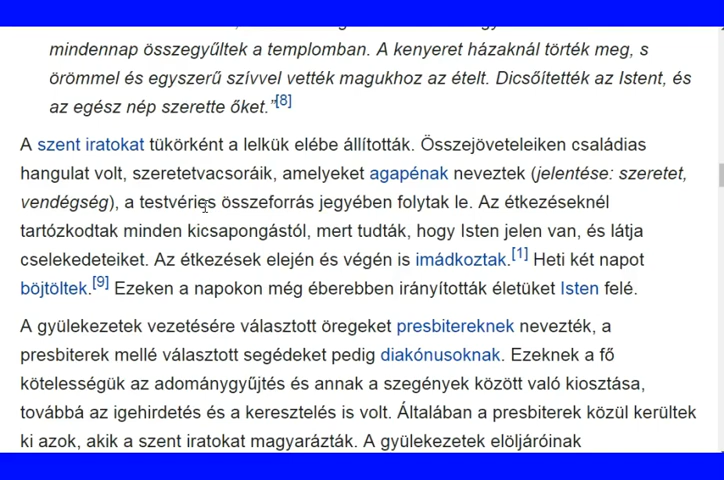 mindennap összegyűltek a templomban. A kenyeret házaknál törték meg, s
örömmel és egyszerű szívvel vették magukhoz az ételt. Dicsőítették az Istent, és
az egész nép szerette őket.”[8]
A szent iratokat tükörként a lelkük elébe állították. Összejöveteleiken családias
hangulat volt, szeretetvacsoráik, amelyeket agapénak neveztek (jelentése: szeretet,
vendégség), a testvéries összeforrás jegyében folytak le. Az étkezéseknél
tartózkodtak minden kicsapongástól, mert tudták, hogy Isten jelen van, és látja
cselekedeteiket. Az étkezések elején és végén is imádkoztak.[1] Heti két napot
böjtöltek.[9] Ezeken a napokon még éberebben irányították életüket Isten felé.
A gyülekezetek vezetésére választott öregeket presbitereknek nevezték, a
presbiterek mellé választott segédeket pedig diakónusoknak. Ezeknek a fő
kötelességük az adománygyűjtés és annak a szegények között való kiosztása,
továbbá az igehirdetés és a keresztelés is volt. Általában a presbiterek közül kerültek
ki azok, akik a szent iratokat magyarázták. A gyülekezetek elöljáróinak